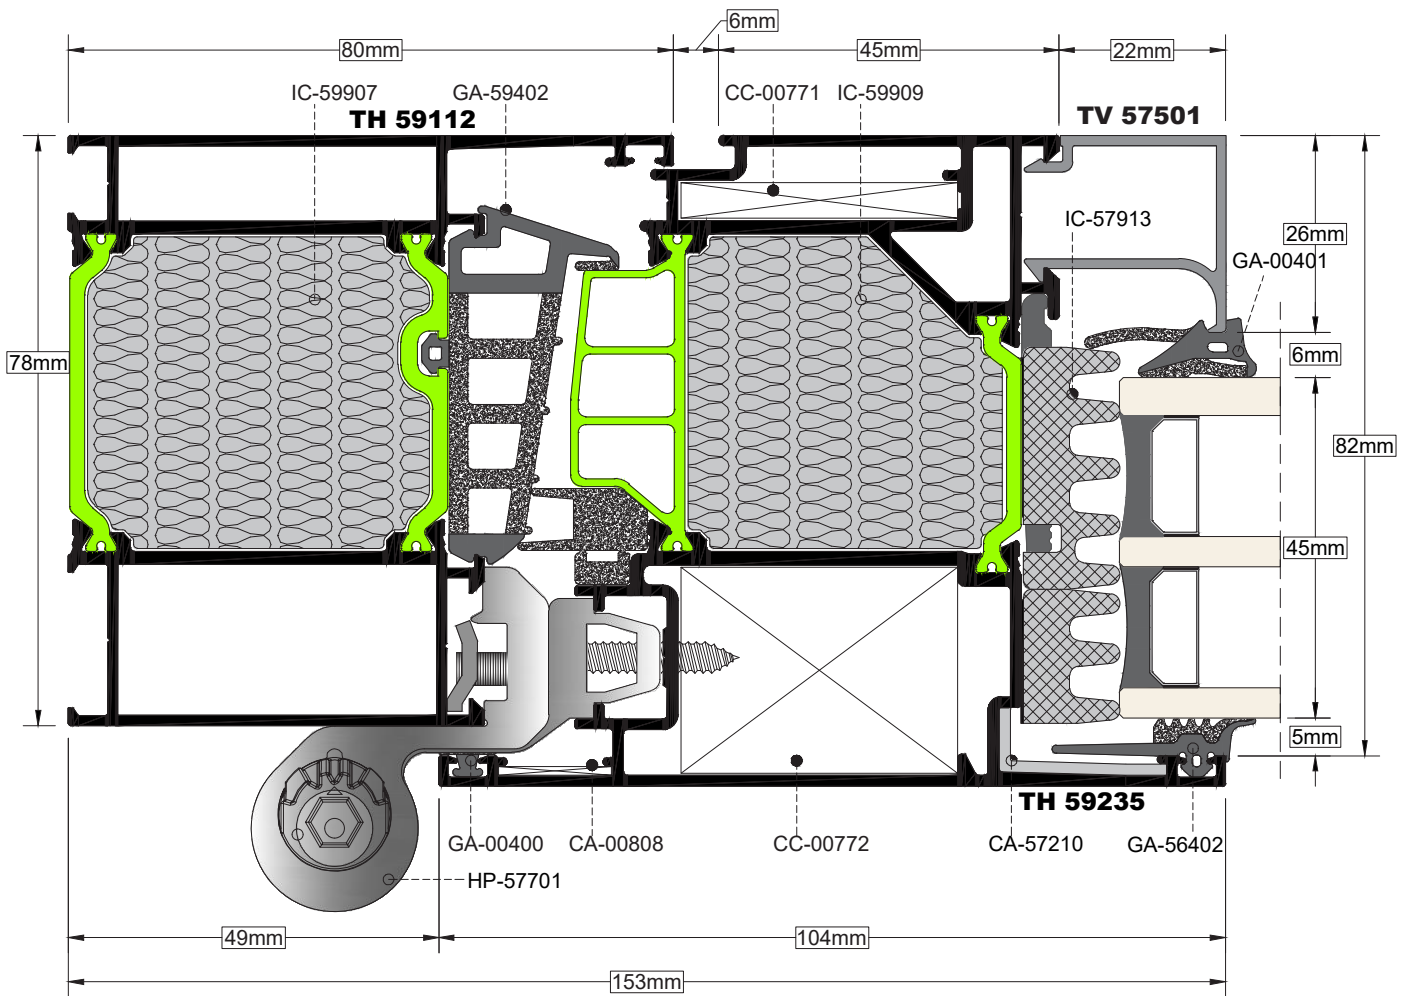 6mm
80mm
45mm
22mm
IC-59907
GA-59402
CC-00771
IC-59909
TH 59112
TV 57501
IC-57913
26mm
GA-00401
6mm
78mm
82mm
45mm
5mm
TH 59235
GA-00400
CA-00808
CC-00772
CA-57210
GA-56402
HP-57701
49mm
104mm
153mm